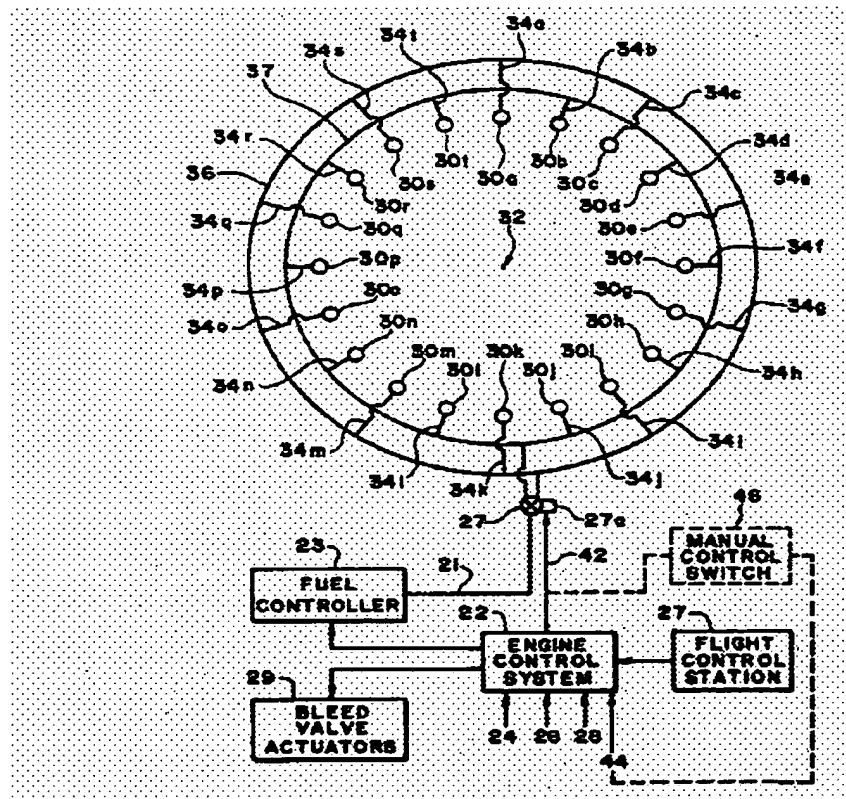 34a
34t
34b
34s
34c
37
34r
34d
36
30t
30a
30b
30s
30c
30r
30d
34e
34q
30q
32
30e
30p
30f
34f
34p
30o
30g
34o
30n
30h
34g
30m
30k
30i
34n
30l
30j
34h
34m
34i
34l
34k
34j
27
27a
46
23
42
MANUAL
CONTROL
SWITCH
21
FUEL
CONTROLLER
22
27
ENGINE
CONTROL
SYSTEM
FLIGHT
CONTROL
STATION
29
BLEED
VALVE
ACTUATORS
24
26
28
44